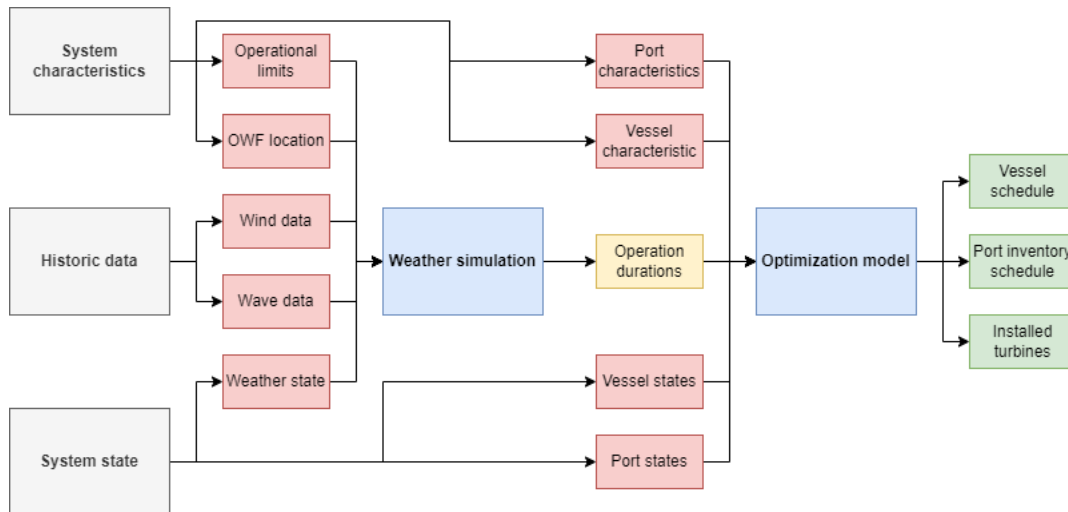 System
characteristics
Operational
limits
Port
characteristics
OWF location
Vessel
characteristic
Vessel
schedule
Historic data
Wind data
Wave data
Weather simulation
Operation
durations
Optimization model
Port inventory
schedule
Installed
turbines
Weather state
Vessel states
System state
Port states